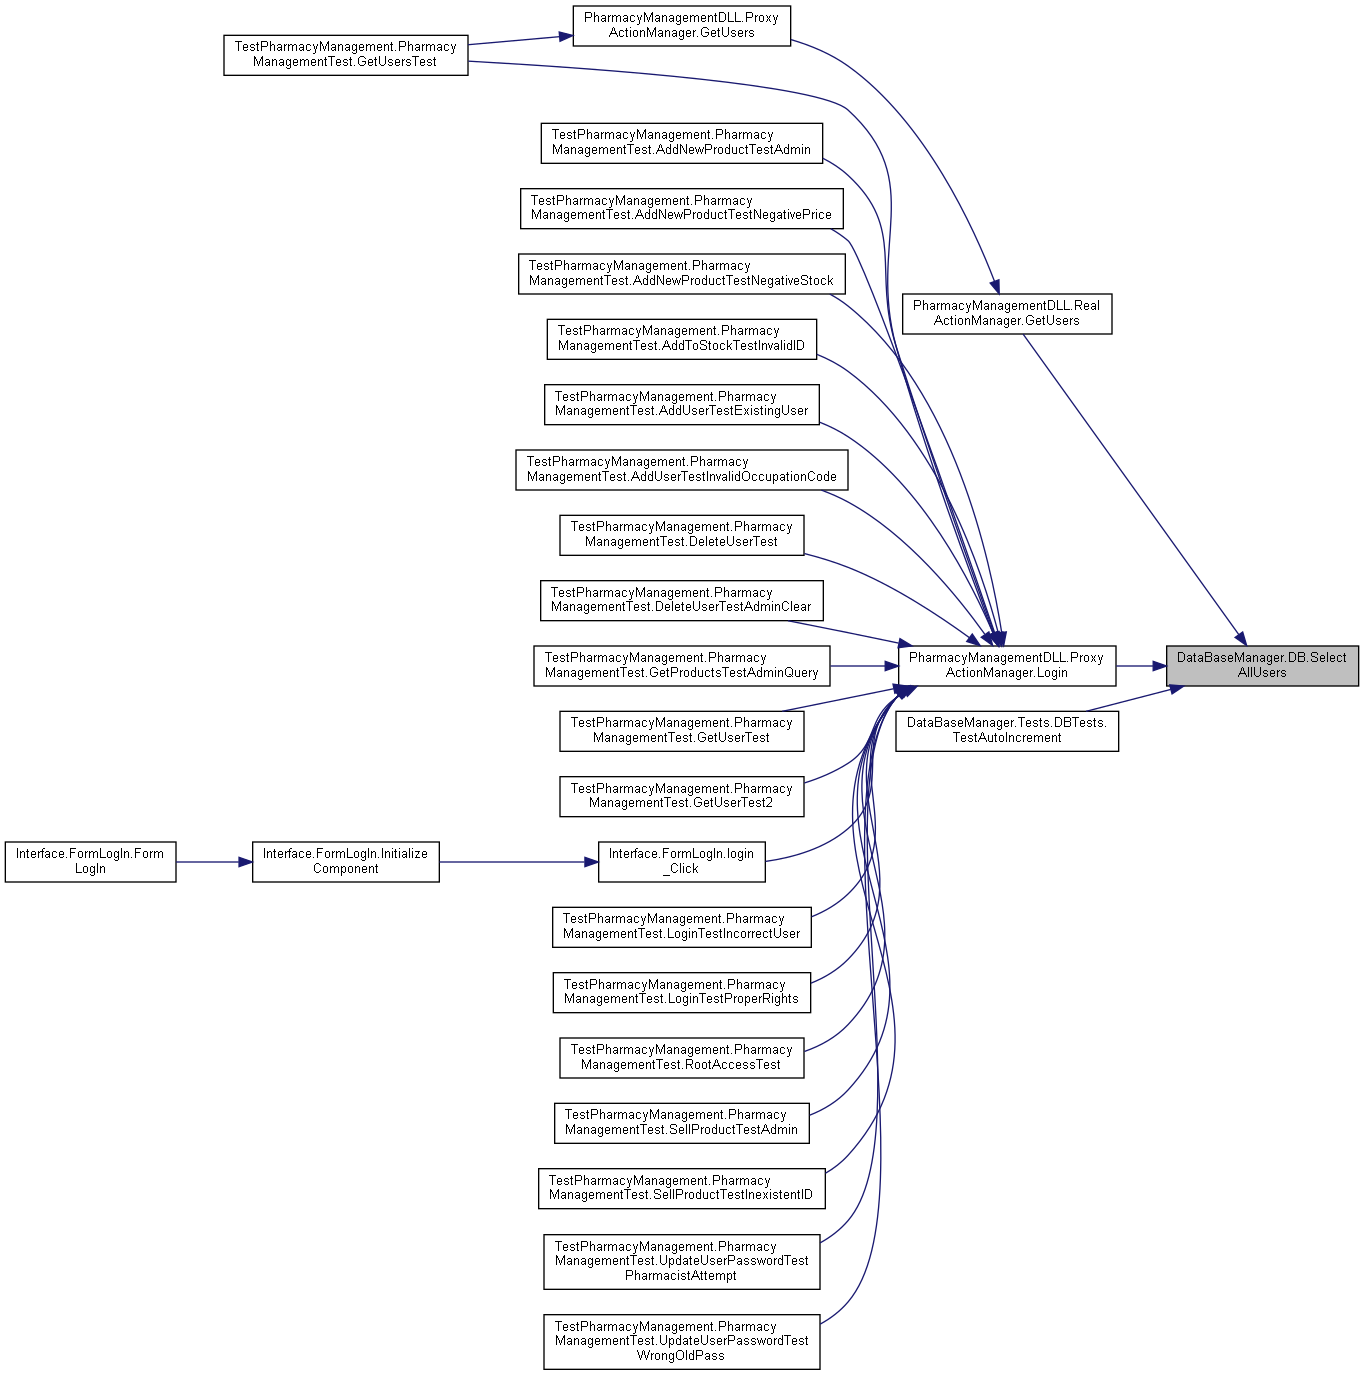 PharmacyManagementDLL.Proxy
ActionManager.GetUsers
TestPharmacyManagement.Pharmacy
ManagementTest.GetUsersTest
TestPharmacyManagement.Pharmacy
ManagementTest.AddNewProductTestAdmin
TestPharmacyManagement.Pharmacy
ManagementTest.AddNewProductTestNegativePrice
TestPharmacyManagement.Pharmacy
ManagementTest.AddNewProductTestNegativeStock
PharmacyManagementDLL.Real
ActionManager.GetUsers
TestPharmacyManagement.Pharmacy
ManagementTest.AddToStockTestInvalidID
TestPharmacyManagement.Pharmacy
ManagementTest.AddUserTestExistingUser
TestPharmacyManagement.Pharmacy
ManagementTest.AddUserTestInvalidOccupationCode
TestPharmacyManagement.Pharmacy
ManagementTest.DeleteUserTest
TestPharmacyManagement.Pharmacy
ManagementTest.DeleteUserTestAdminClear
TestPharmacyManagement.Pharmacy
ManagementTest.GetProductsTestAdminQuery
PharmacyManagementDLL.Proxy
ActionManager.Login
DataBaseManager.DB.Select
AllUsers
TestPharmacyManagement.Pharmacy
ManagementTest.GetUserTest
DataBaseManager.Tests.DBTests.
TestAutoIncrement
TestPharmacyManagement.Pharmacy
ManagementTest.GetUserTest2
Interface.FormLogIn.Form
LogIn
Interface.FormLogIn.Initialize
Component
Interface.FormLogIn.login
_Click
TestPharmacyManagement.Pharmacy
ManagementTest.LoginTestIncorrectUser
TestPharmacyManagement.Pharmacy
ManagementTest.LoginTestProperRights
TestPharmacyManagement.Pharmacy
ManagementTest.RootAccessTest
TestPharmacyManagement.Pharmacy
ManagementTest.SellProductTestAdmin
TestPharmacyManagement.Pharmacy
ManagementTest.SellProductTestInexistentID
TestPharmacyManagement.Pharmacy
ManagementTest.UpdateUserPasswordTest
PharmacistAttempt
TestPharmacyManagement.Pharmacy
ManagementTest.UpdateUserPasswordTest
WrongOldPass